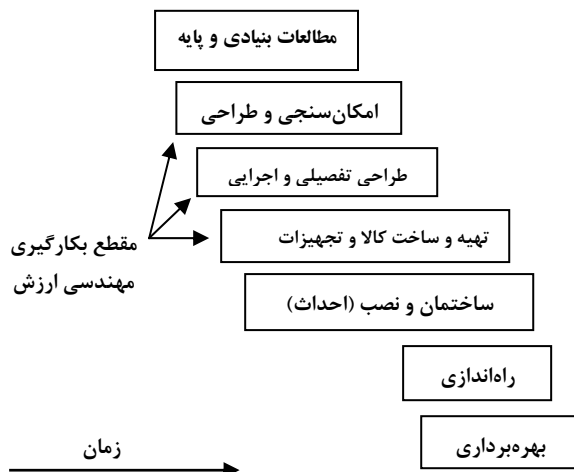 مطالعات بنیادی و پایه
امکان‌سنجی و طراحی
طراحی تفصیلی و اجرایی
تهیه و ساخت کالا و تجهیزات
مقطع بکارگیری
مهندسی ارزش
ساختمان و نصب (احداث)
راه‌اندازی
بهره‌برداری
زمان